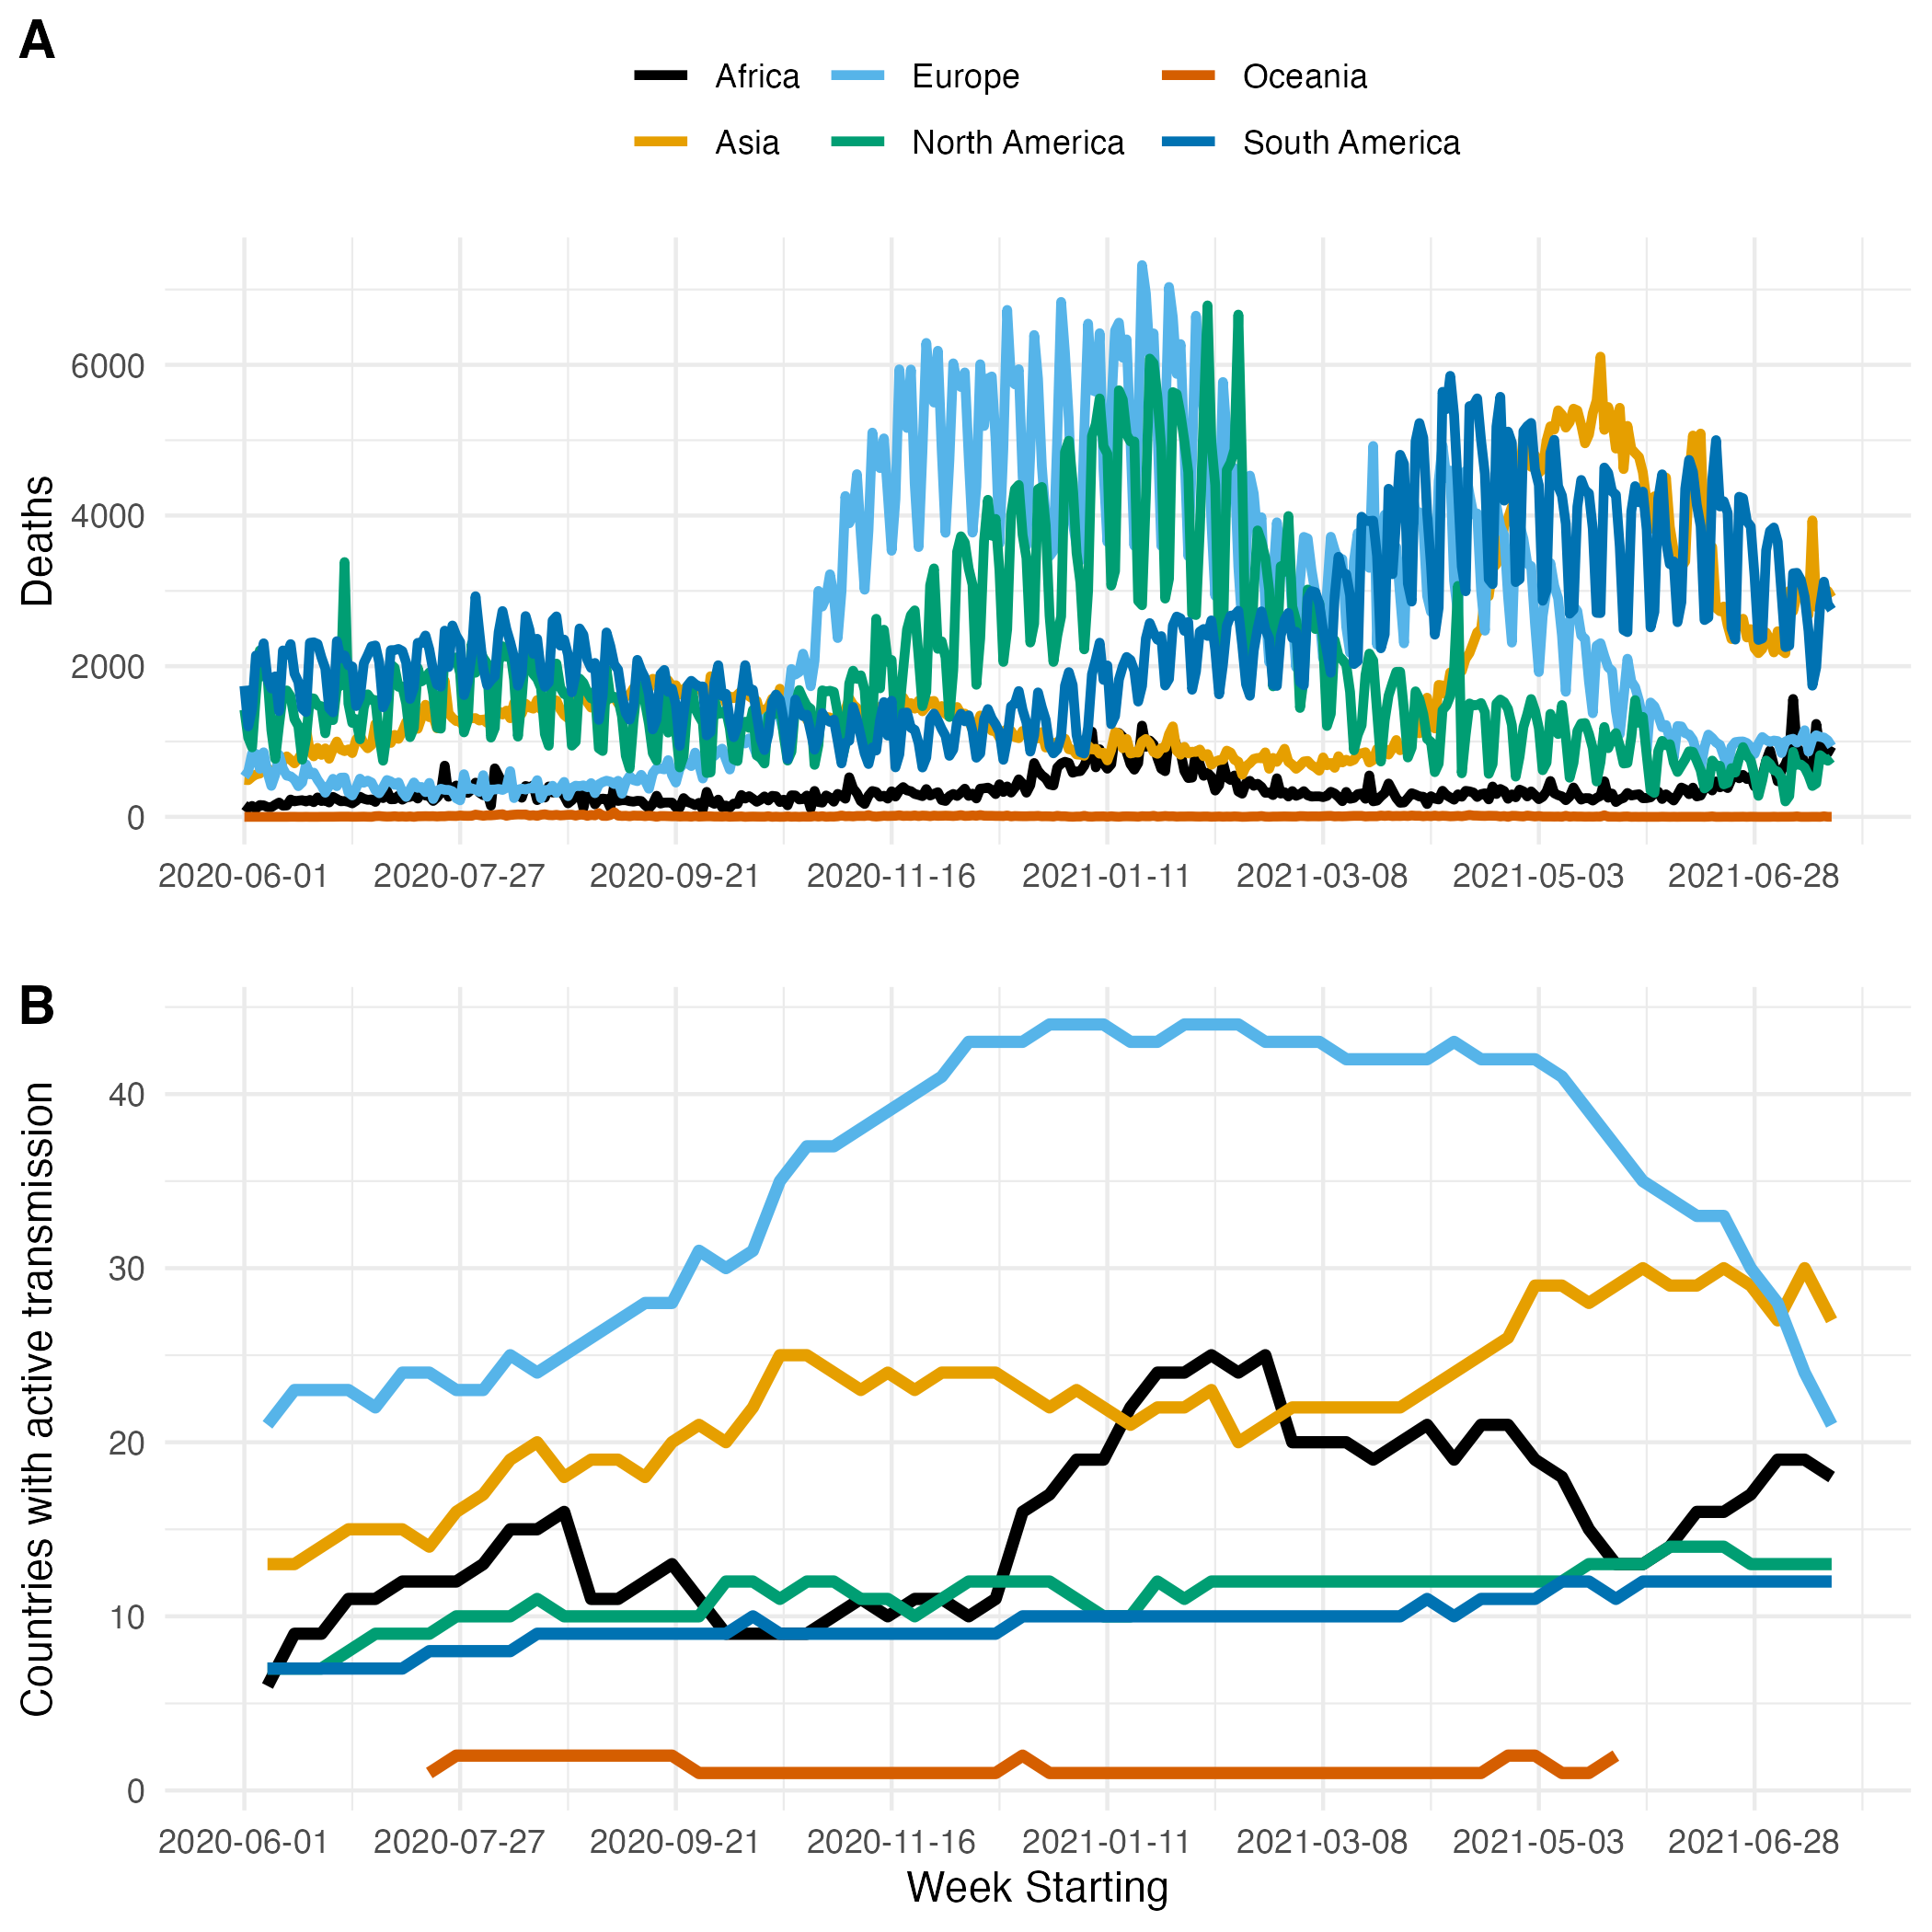 A
Africa Europe Oceania
Asia North America South America
Deaths
6000
4000
2000
0
2020-06-01 2020-07-27 2020-09-21 2020-11-16 2021-01-11 2021-03-08 2021-05-03 2021-06-28
B
Countries with active transmission
40
30
20
10
0
2020-06-01 2020-07-27 2020-09-21 2020-11-16 2021-01-11 2021-03-08 2021-05-03 2021-06-28
Week Starting